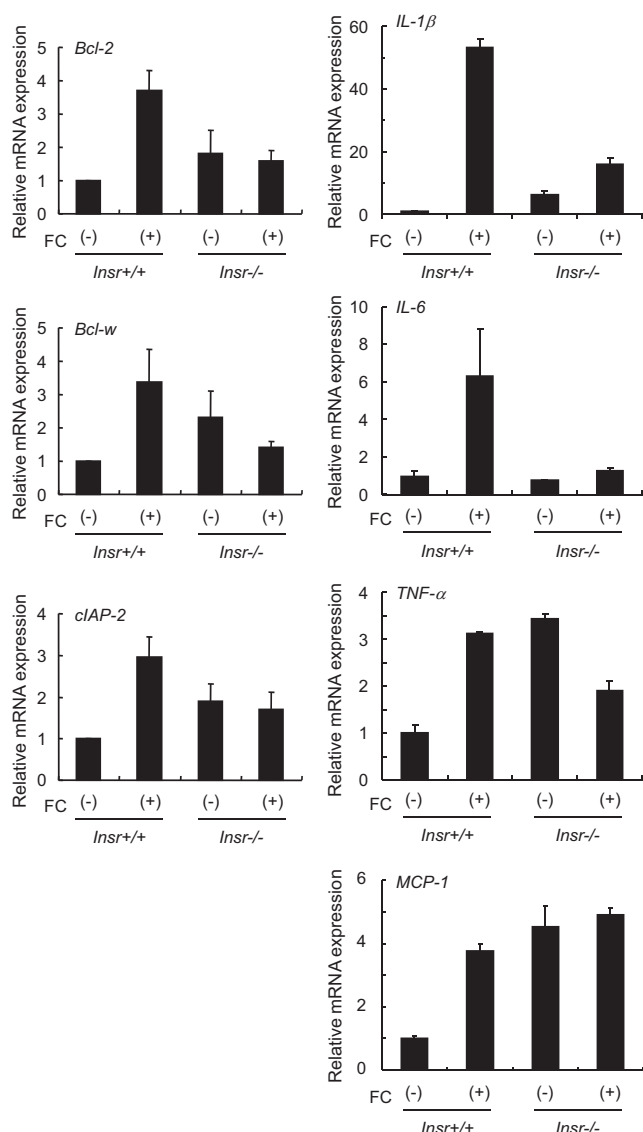 Bcl-2
Relative mRNA expression
5
4
3
2
1
0
FC (-) (+) (-) (+)
Insr+/+ Insr-/-
IL-1β
Relative mRNA expression
60
40
20
0
(-) (+) (-) (+)
Insr+/+ Insr-/-
Bcl-w
Relative mRNA expression
5
4
3
2
1
0
FC (-) (+) (-) (+)
Insr+/+ Insr-/-
IL-6
Relative mRNA expression
10
8
6
4
2
0
FC (-) (+) (-) (+)
Insr+/+ Insr-/-
cIAP-2
Relative mRNA expression
4
3
2
1
0
FC (-) (+) (-) (+)
Insr+/+ Insr-/-
TNF-α
Relative mRNA expression
4
3
2
1
0
FC (-) (+) (-) (+)
Insr+/+ Insr-/-
MCP-1
Relative mRNA expression
6
4
2
0
FC (-) (+) (-) (+)
Insr+/+ Insr-/-